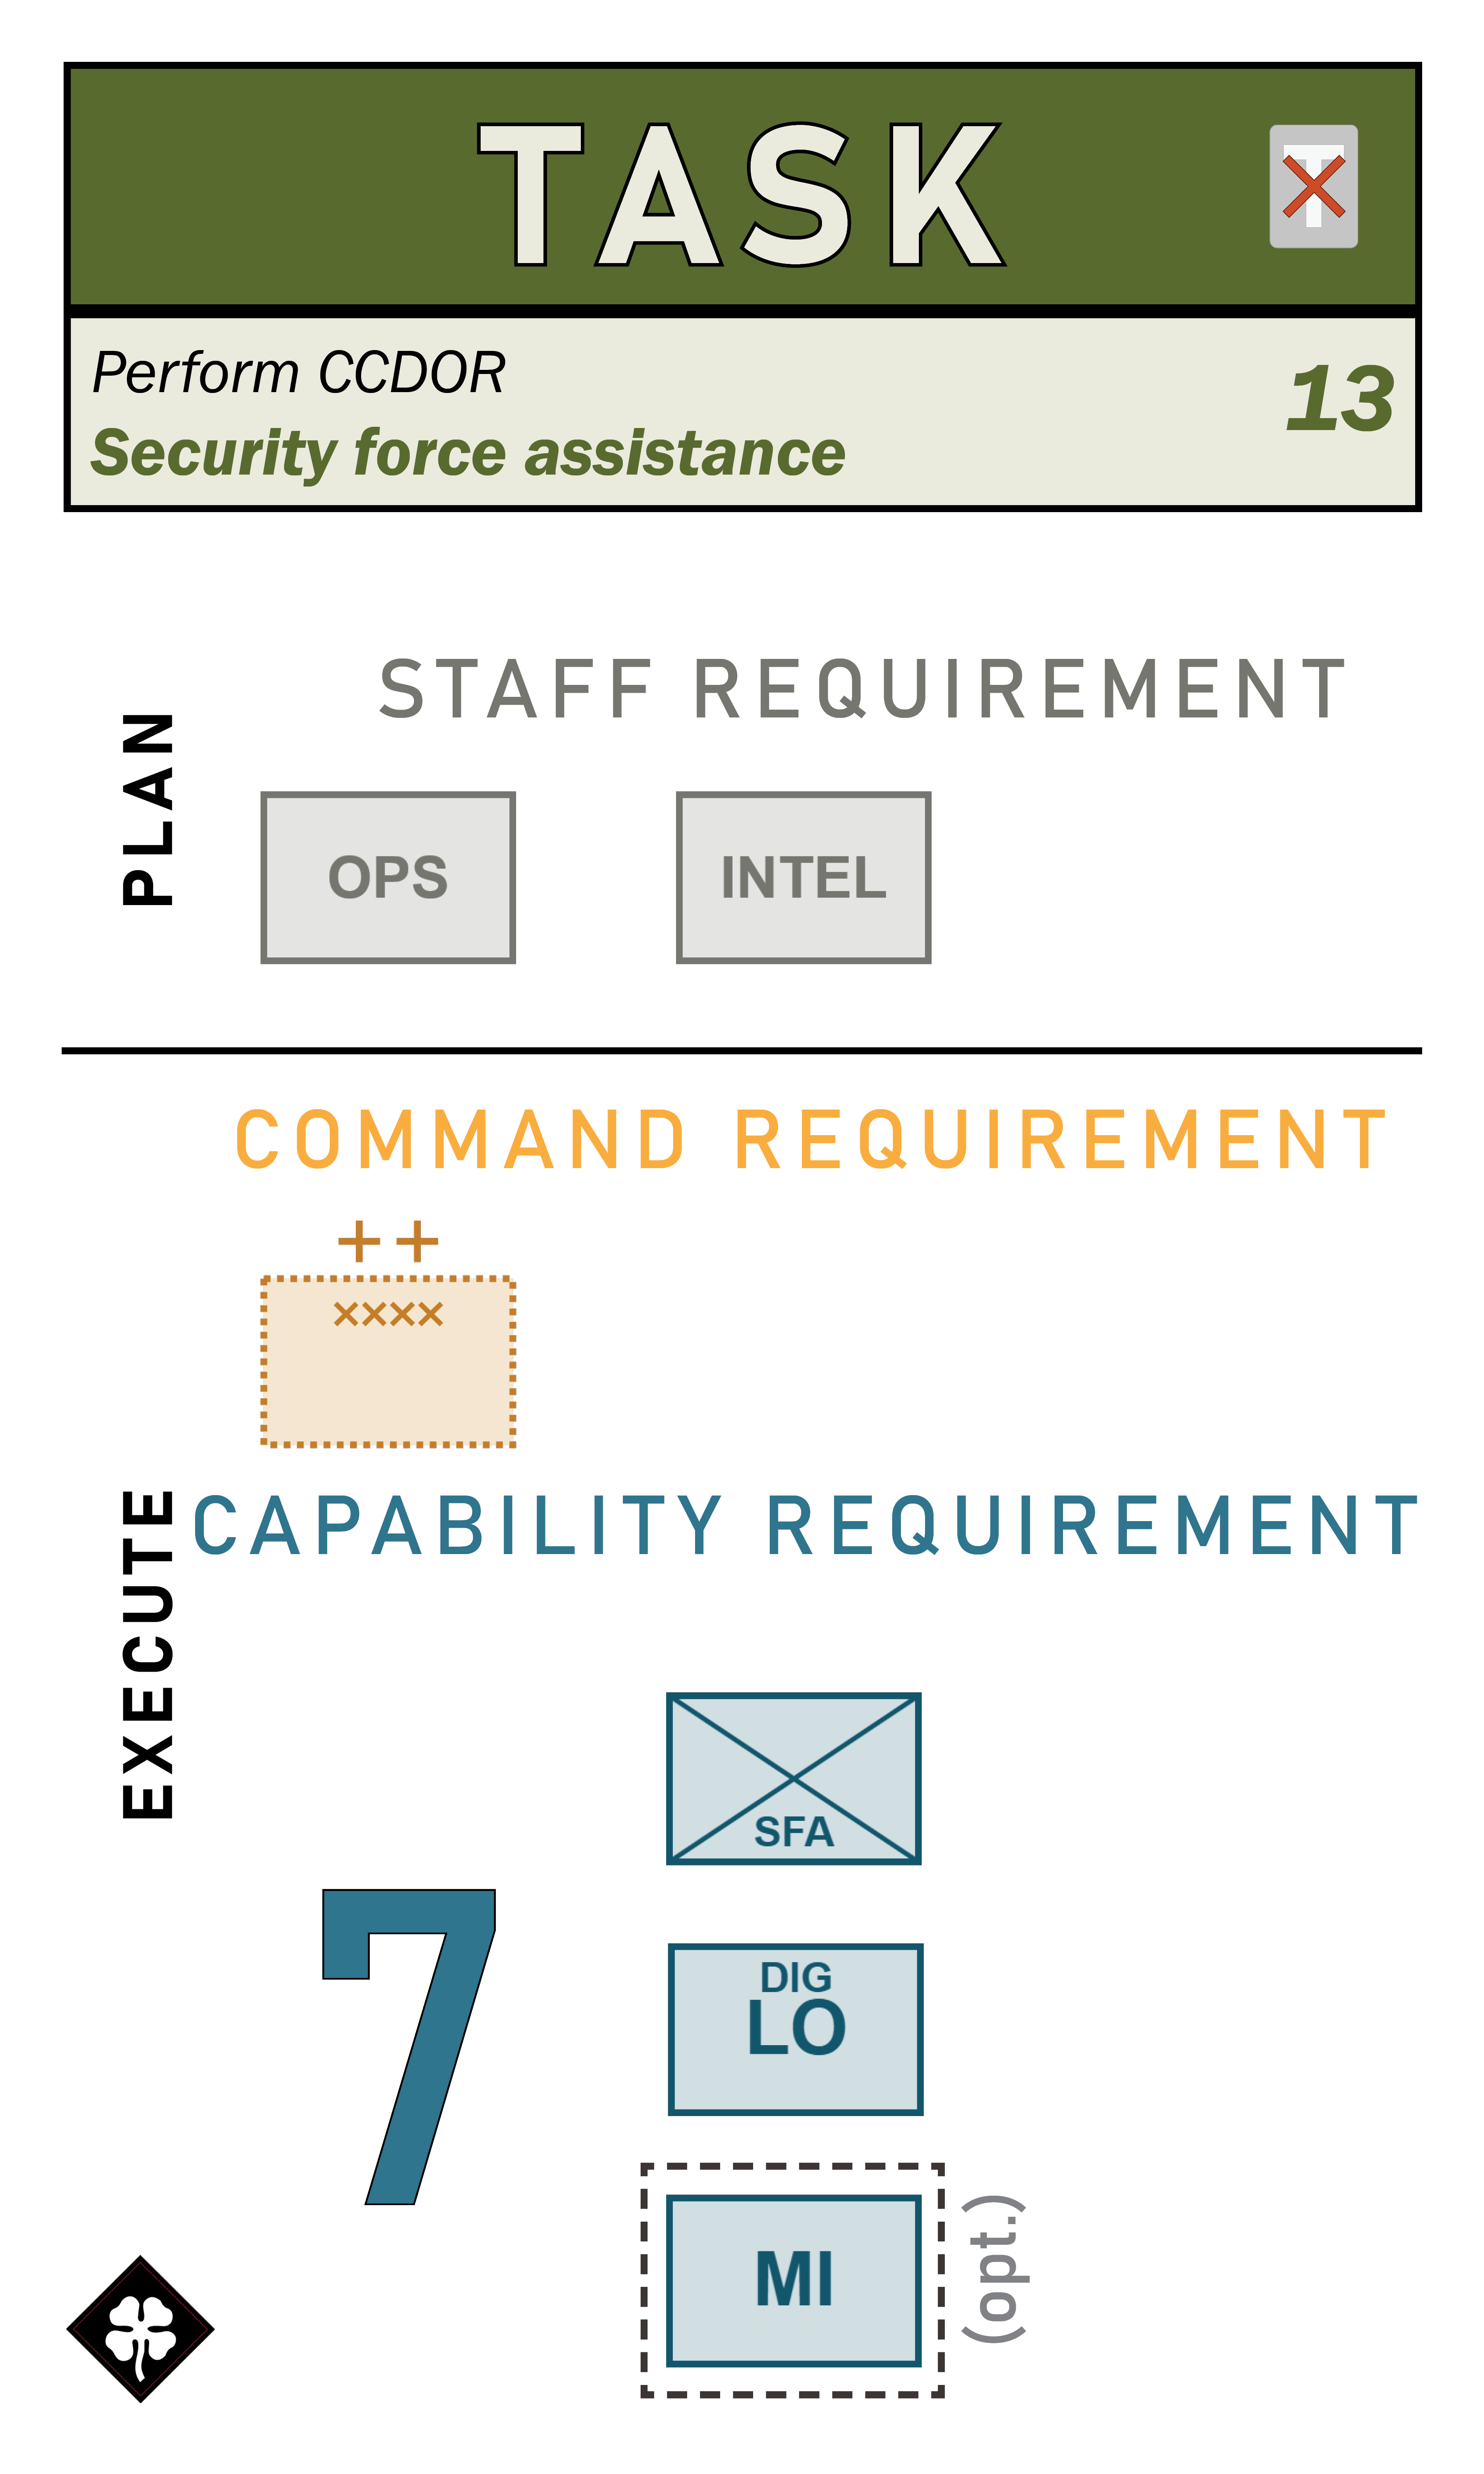 TASK
T
Perform CCDOR
13
Security force assistance
PLAN
STAFF REQUIREMENT
OPS
INTEL
COMMAND REQUIREMENT
++
××××
EXECUTE
CAPABILITY REQUIREMENT
SFA
7
DIG
LO
MI
(opt.)